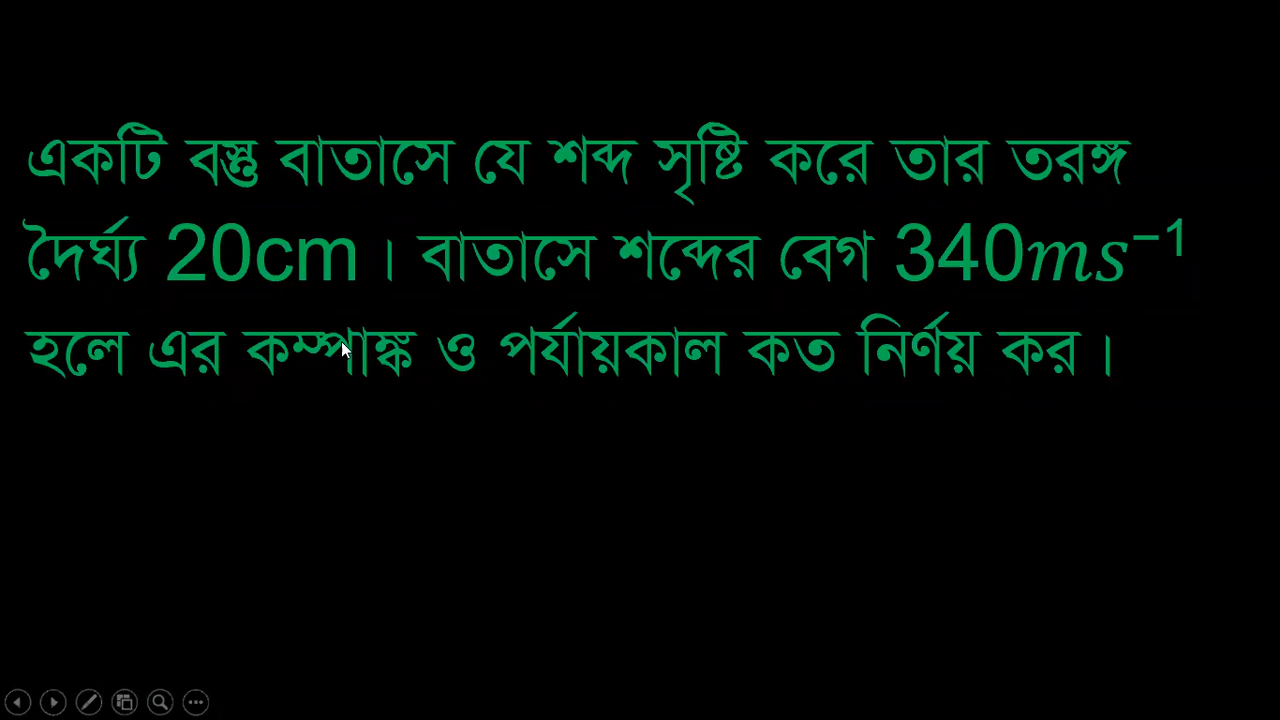 একটি বস্তু বাতাসে যে শব্দ সৃষ্টি করে তার তরঙ্গ
দৈর্ঘ্য 20cm । বাতাসে শব্দের বেগ 340ms⁻¹
হলে এর কম্পাঙ্ক ও পর্যায়কাল কত নির্ণয় কর ।